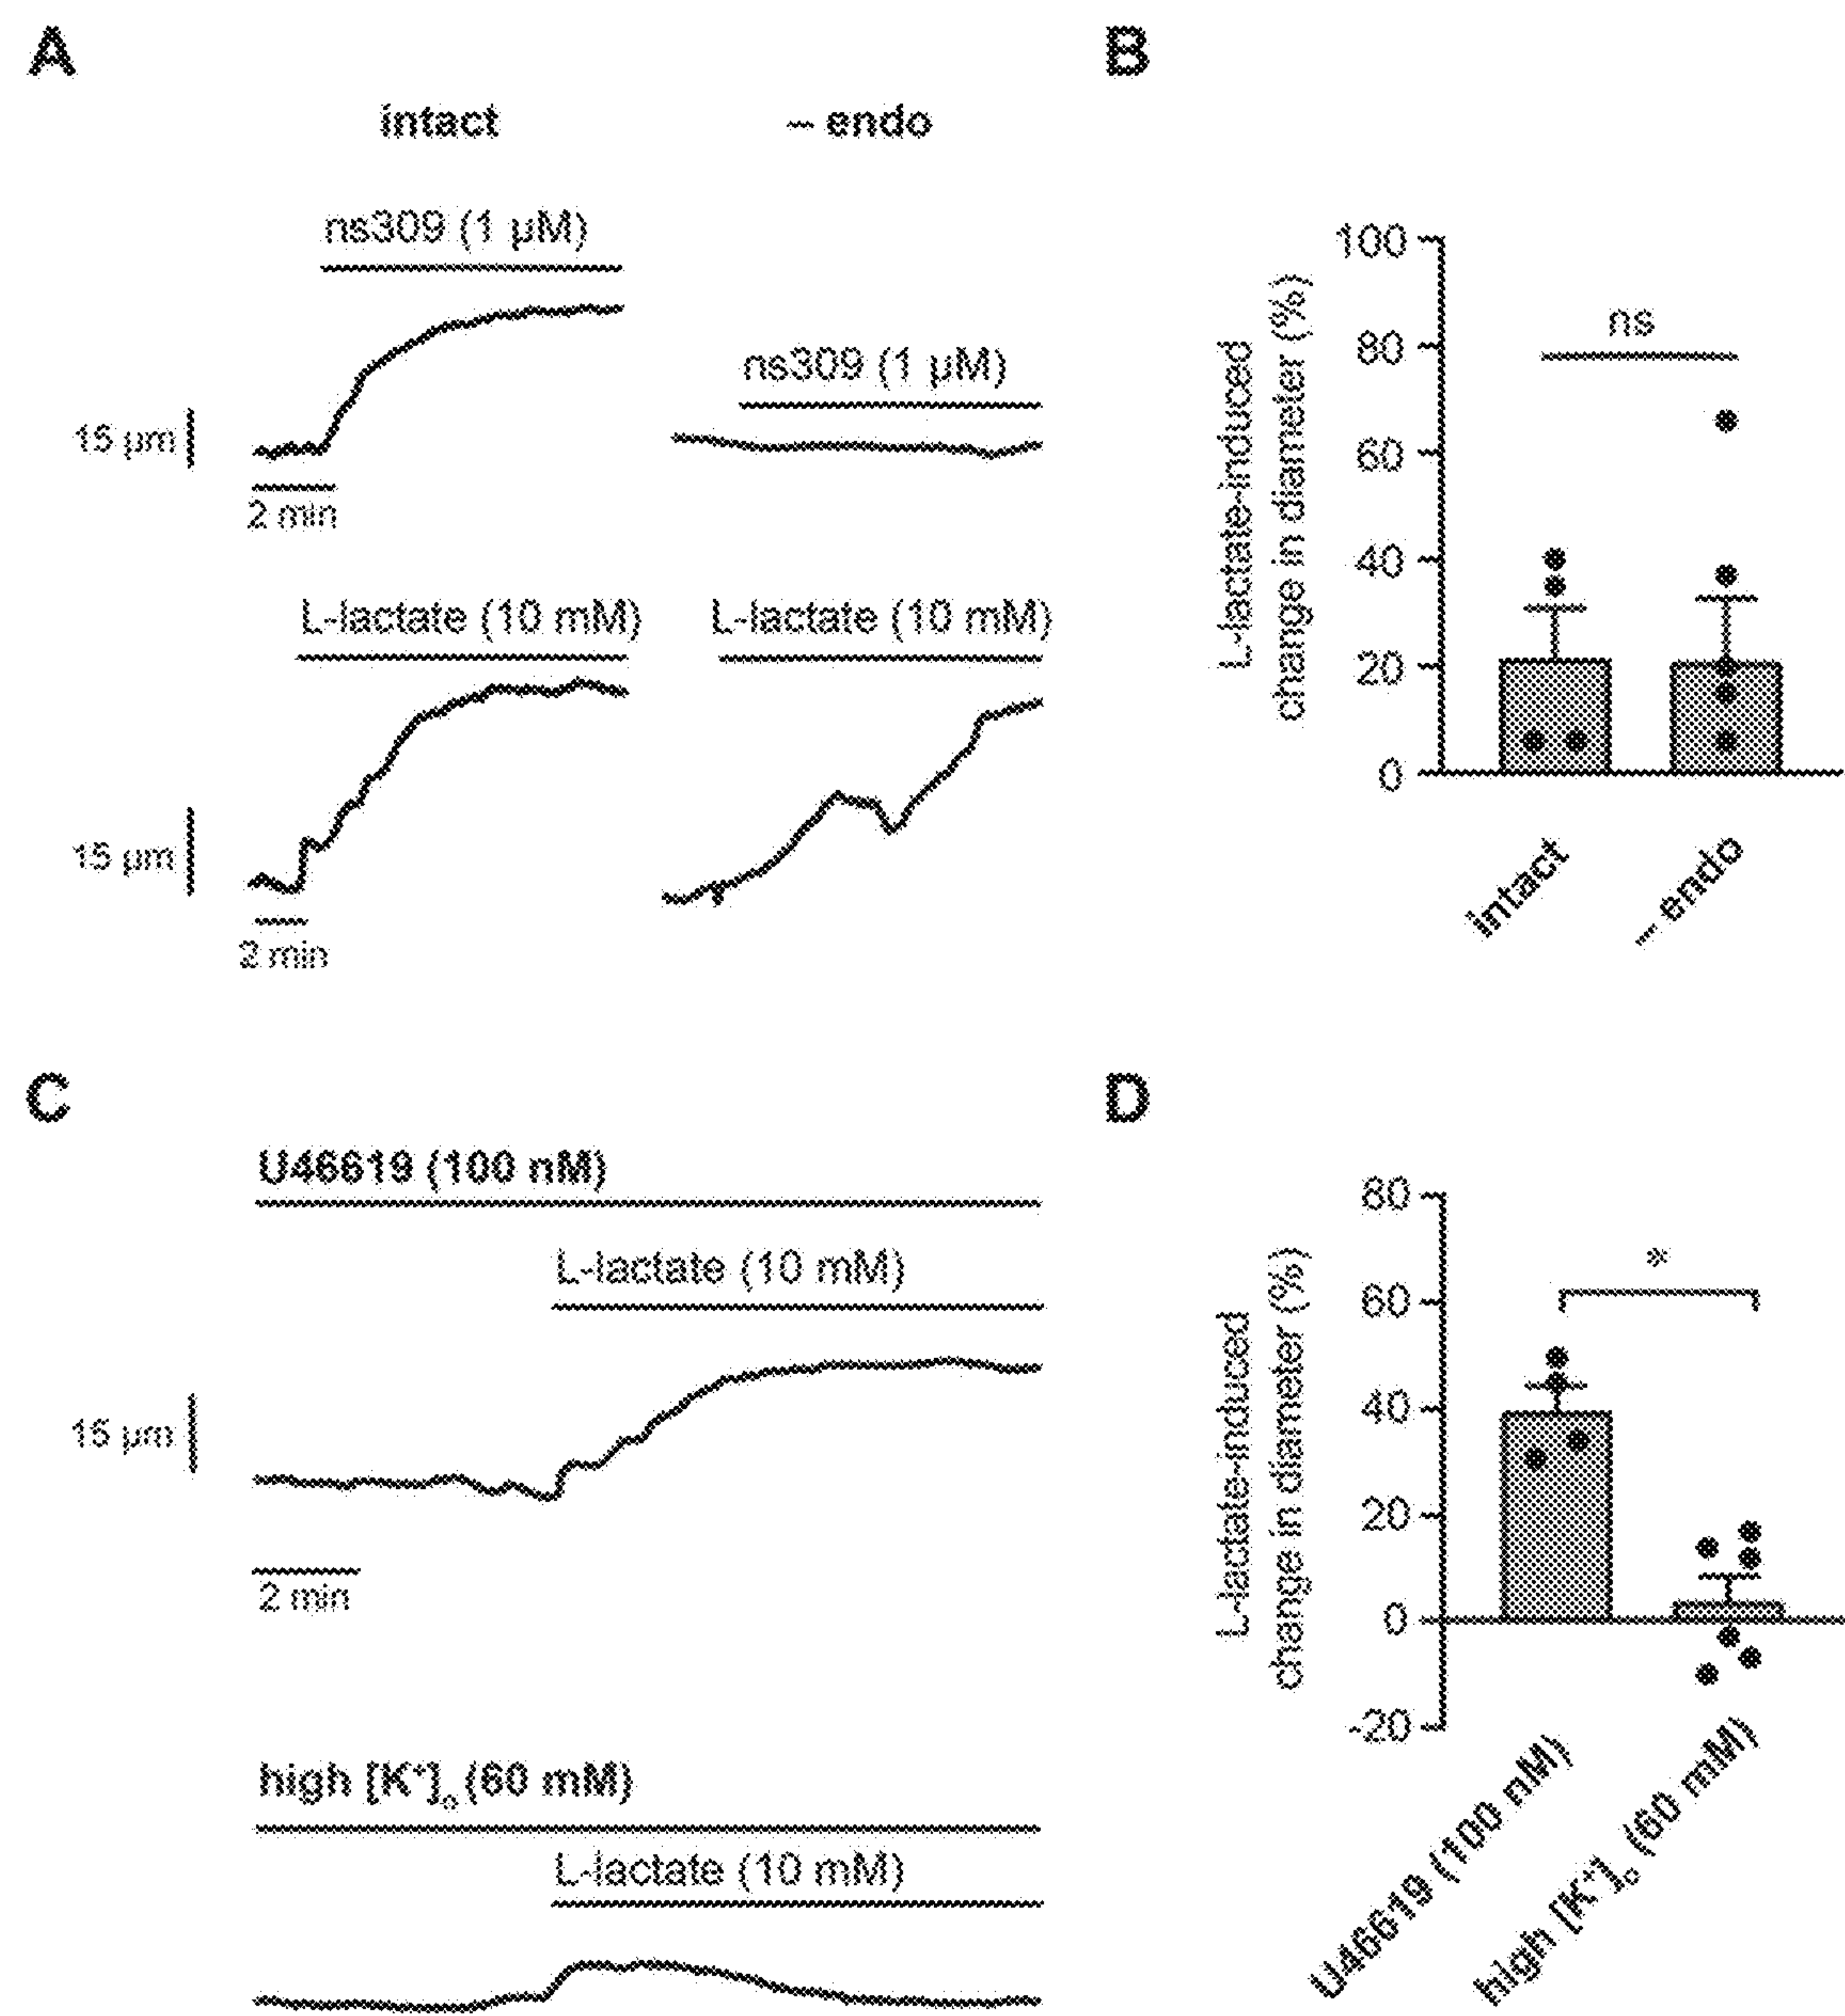 A
intact
– endo
ns309 (1 µM)
ns309 (1 µM)
15 µm
2 min
L-lactate (10 mM)
L-lactate (10 mM)
15 µm
2 min
B
L-lactate-induced
change in diameter (%)
100
80
60
40
20
0
ns
intact
– endo
C
U46619 (100 nM)
L-lactate (10 mM)
15 µm
2 min
high [K⁺]ₒ (60 mM)
L-lactate (10 mM)
D
L-lactate-induced
change in diameter (%)
80
60
40
20
0
-20
*
U46619 (100 nM)
high [K⁺]ₒ (60 mM)